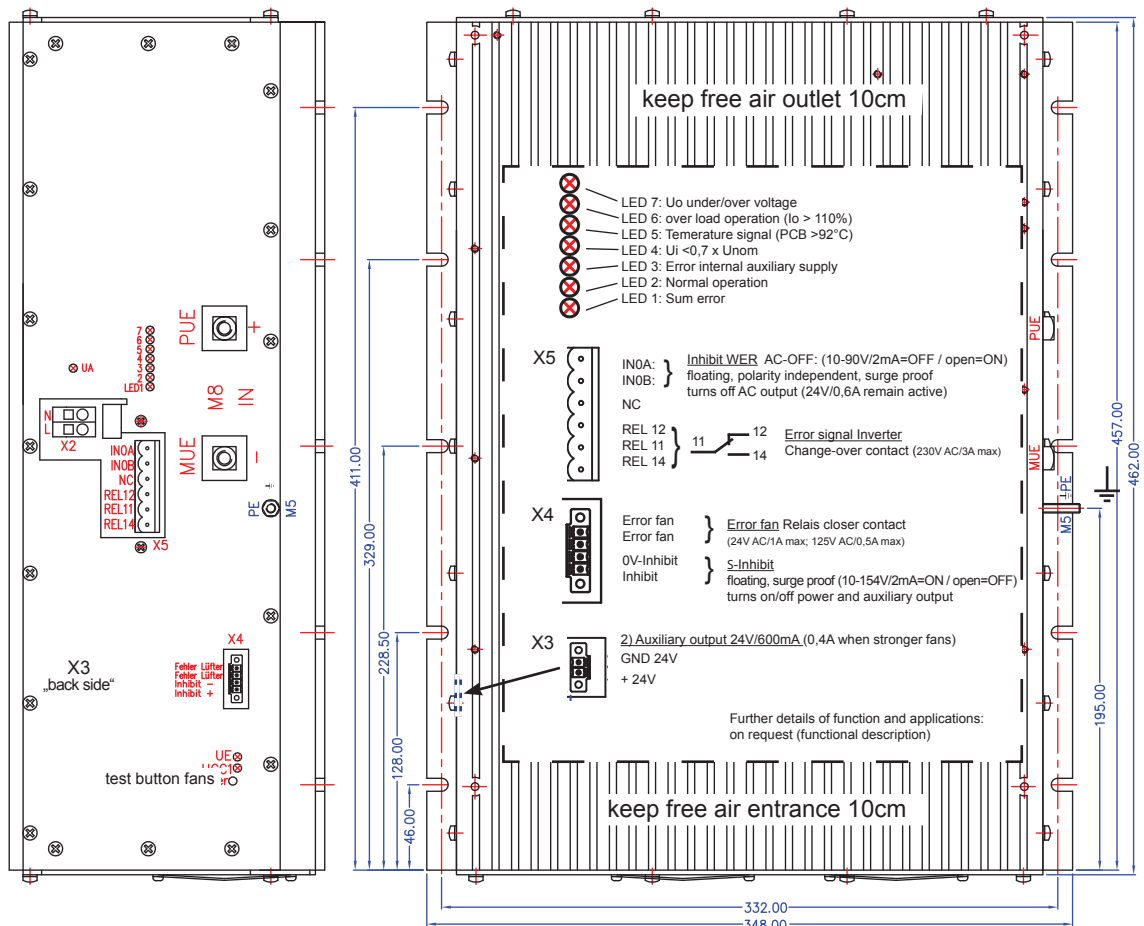 keep free air outlet 10cm
LED 7: Uo under/over voltage
LED 6: over load operation (Io > 110%)
LED 5: Temerature signal (PCB >92°C)
LED 4: Ui <0,7 x Unom
LED 3: Error internal auxiliary supply
LED 2: Normal operation
LED 1: Sum error
X5
IN0A:
IN0B:
NC
Inhibit WER AC-OFF: (10-90V/2mA=OFF / open=ON)
floating, polarity independent, surge proof
turns off AC output (24V/0,6A remain active)
REL 12
REL 11
REL 14
11
12
14
Error signal Inverter
Change-over contact (230V AC/3A max)
X4
Error fan
Error fan
Error fan Relais closer contact
(24V AC/1A max; 125V AC/0,5A max)
0V-Inhibit
Inhibit
S-Inhibit
floating, surge proof (10-154V/2mA=ON / open=OFF)
turns on/off power and auxiliary output
X3
2) Auxiliary output 24V/600mA (0,4A when stronger fans)
GND 24V
+ 24V
Further details of function and applications:
on request (functional description)
keep free air entrance 10cm
PUE
MUE
PE
M5
411.00
329.00
228.50
128.00
46.00
195.00
457.00
462.00
332.00
348.00
7
6
5
4
3
2
LED1
UA
PUE
+
M8
IN
MUE
−
N
L
X2
IN0A
IN0B
NC
REL12
REL11
REL14
X5
PE
M5
X4
Fehler Lüfter
Fehler Lüfter
Inhibit −
Inhibit +
X3
„back side“
UE
test button fans